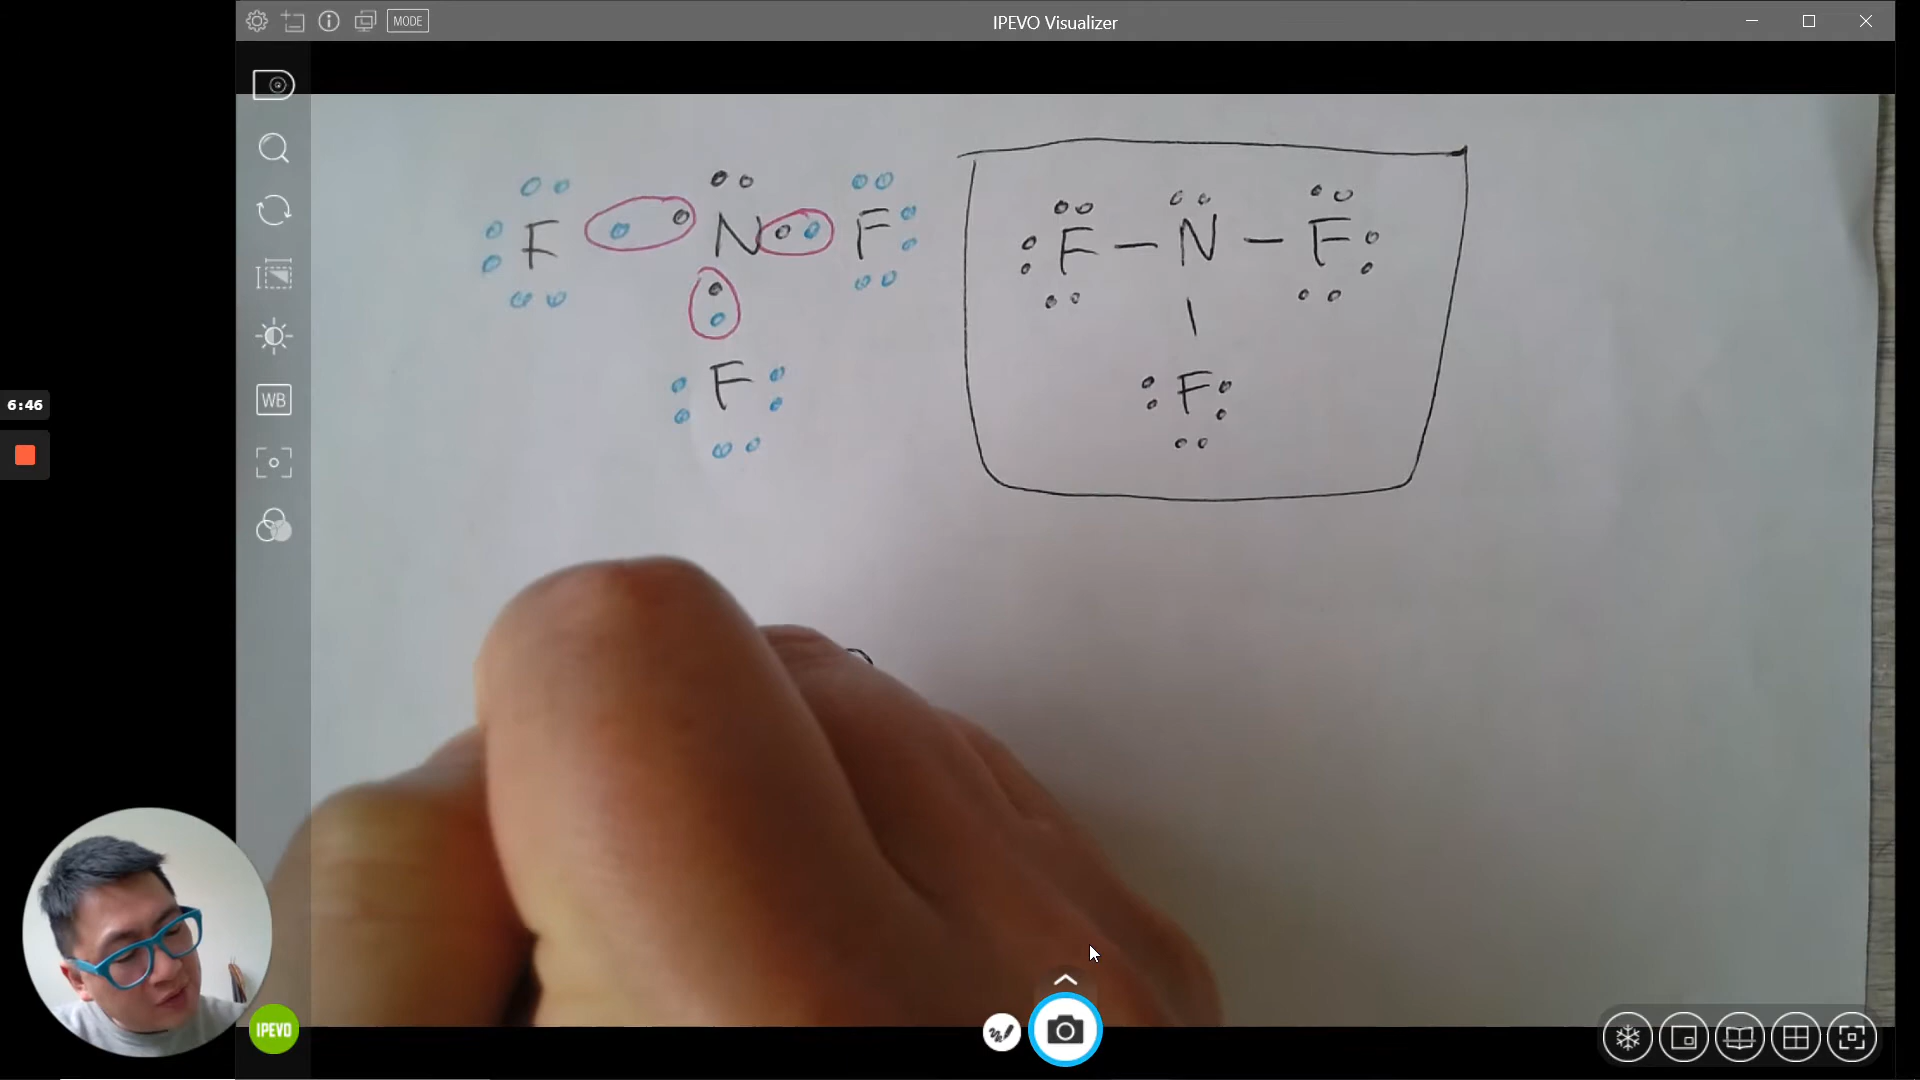 MODE
IPEVO Visualizer
F N F
F
F — N — F
|
F
WB
6:46
IPEVO